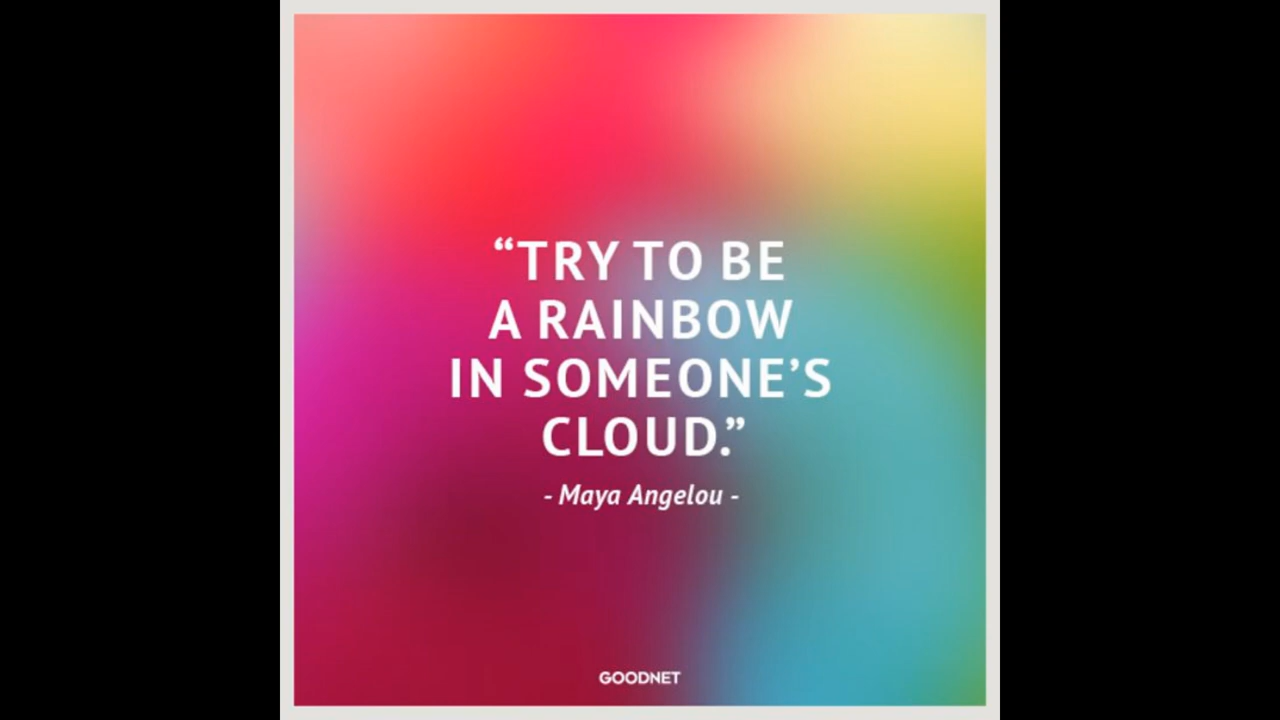 “TRY TO BE
A RAINBOW
IN SOMEONE’S
CLOUD.”
- Maya Angelou -
GOODNET